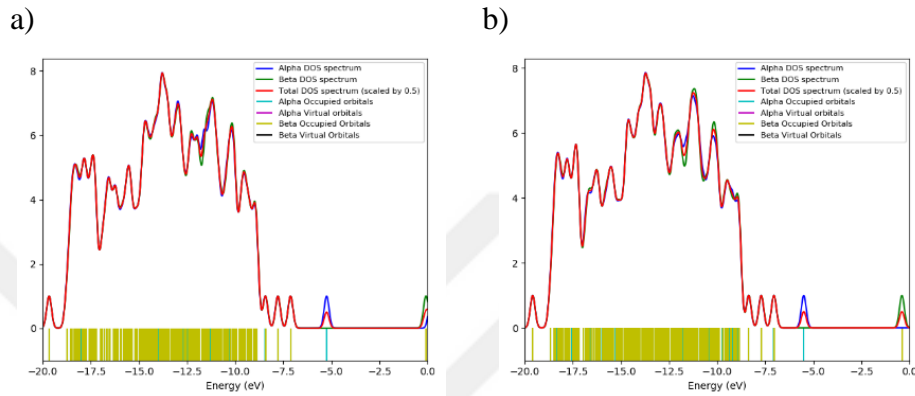 a)
b)
8
6
4
2
0
Alpha DOS spectrum
Beta DOS spectrum
Total DOS spectrum (scaled by 0.5)
Alpha Occupied orbitals
Alpha Virtual Orbitals
Beta Occupied Orbitals
Beta Virtual Orbitals
−20.0 −17.5 −15.0 −12.5 −10.0 −7.5 −5.0 −2.5 0.0
Energy (eV)
8
6
4
2
0
Alpha DOS spectrum
Beta DOS spectrum
Total DOS spectrum (scaled by 0.5)
Alpha Occupied orbitals
Alpha Virtual Orbitals
Beta Occupied Orbitals
Beta Virtual Orbitals
−20.0 −17.5 −15.0 −12.5 −10.0 −7.5 −5.0 −2.5 0.0
Energy (eV)